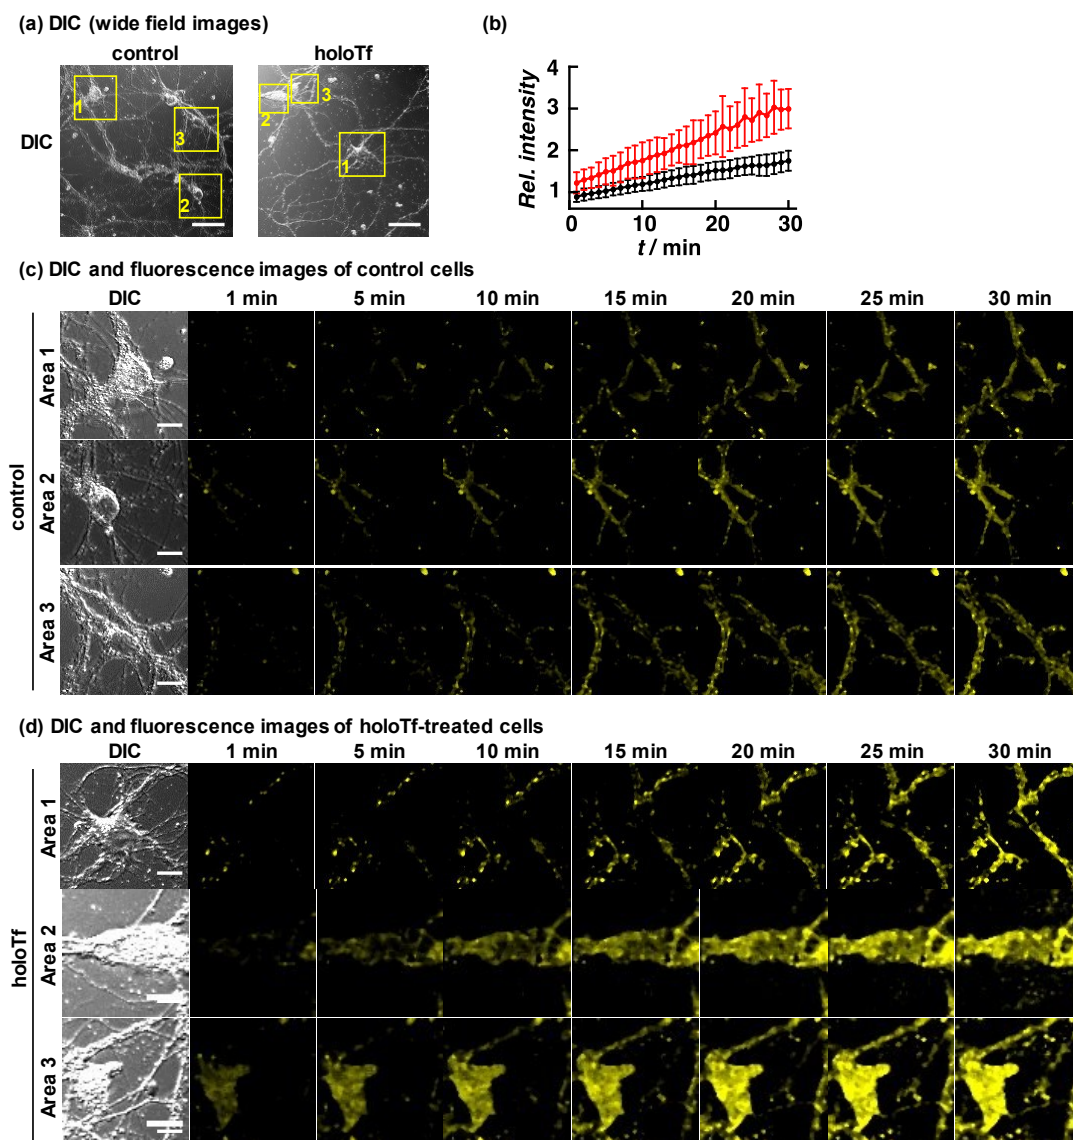 (a) DIC (wide field images)
control
holoTf
DIC
1
3
2
3
2
1
(b)
Rel. intensity
4
3
2
1
0
10
20
30
t / min
(c) DIC and fluorescence images of control cells
DIC 1 min 5 min 10 min 15 min 20 min 25 min 30 min
control
Area 1
Area 2
Area 3
(d) DIC and fluorescence images of holoTf-treated cells
DIC 1 min 5 min 10 min 15 min 20 min 25 min 30 min
holoTf
Area 1
Area 2
Area 3